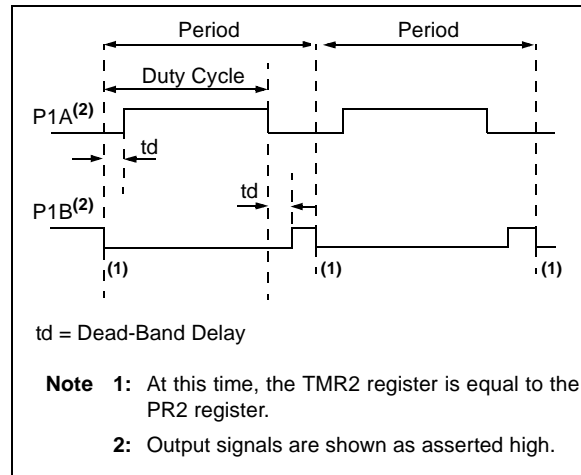 Period Period
Duty Cycle
P1A(2)
td
td
P1B(2)
(1) (1) (1)
td = Dead-Band Delay
Note 1: At this time, the TMR2 register is equal to the
PR2 register.
2: Output signals are shown as asserted high.